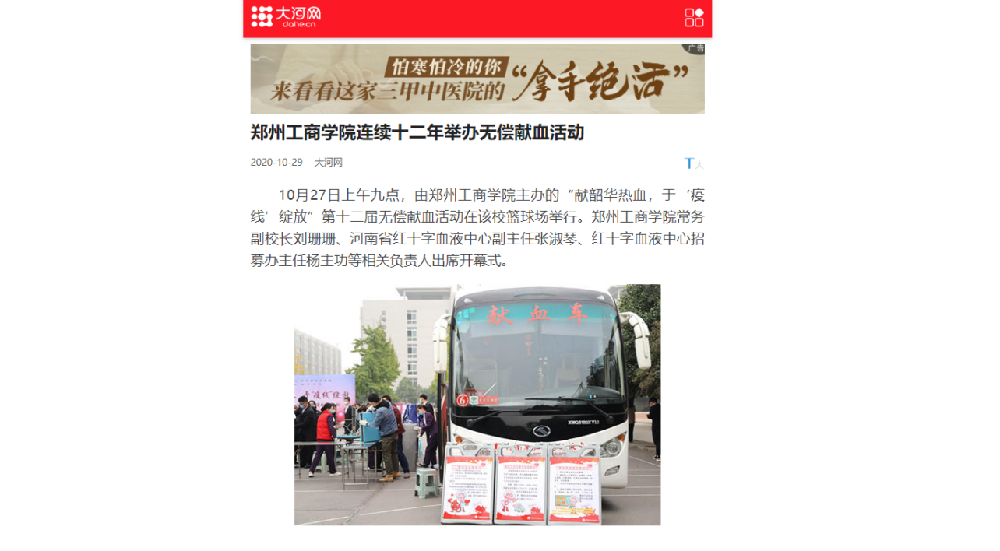 大河网
dahe.cn
广告
怕寒怕冷的你
来看看这家三甲中医院的“拿手绝活”
郑州工商学院连续十二年举办无偿献血活动
2020-10-29 大河网
T大
10月27日上午九点，由郑州工商学院主办的“献韶华热血，于‘疫
线’绽放”第十二届无偿献血活动在该校篮球场举行。郑州工商学院常务
副校长刘珊珊、河南省红十字血液中心副主任张淑琴、红十字血液中心招
募办主任杨主功等相关负责人出席开幕式。
献血车
于“疫线”绽放
6
XMQ5180XYL1